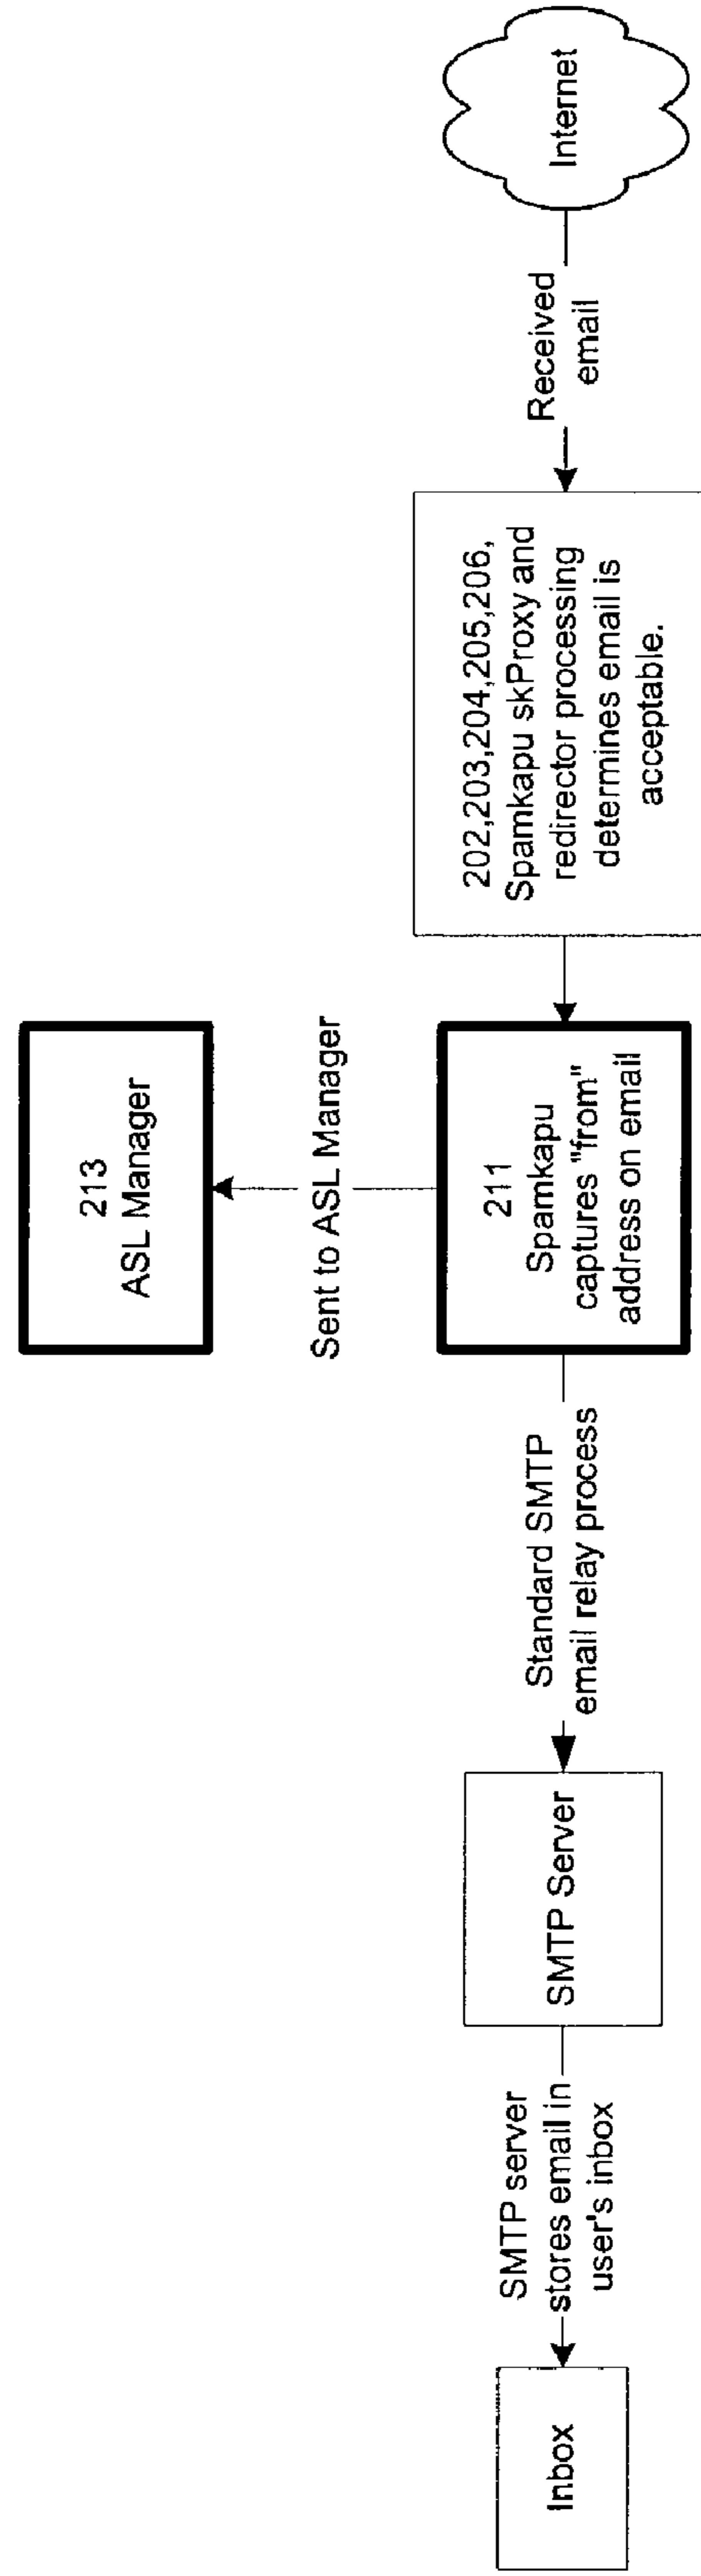 213
ASL Manager
Sent to ASL Manager
Inbox
SMTP server
stores email in
user's inbox
SMTP Server
Standard SMTP
email relay process
211
Spamkapu
captures "from"
address on email
202,203,204,205,206,
Spamkapu skProxy and
redirector processing
determines email is
acceptable.
Received
email
Internet